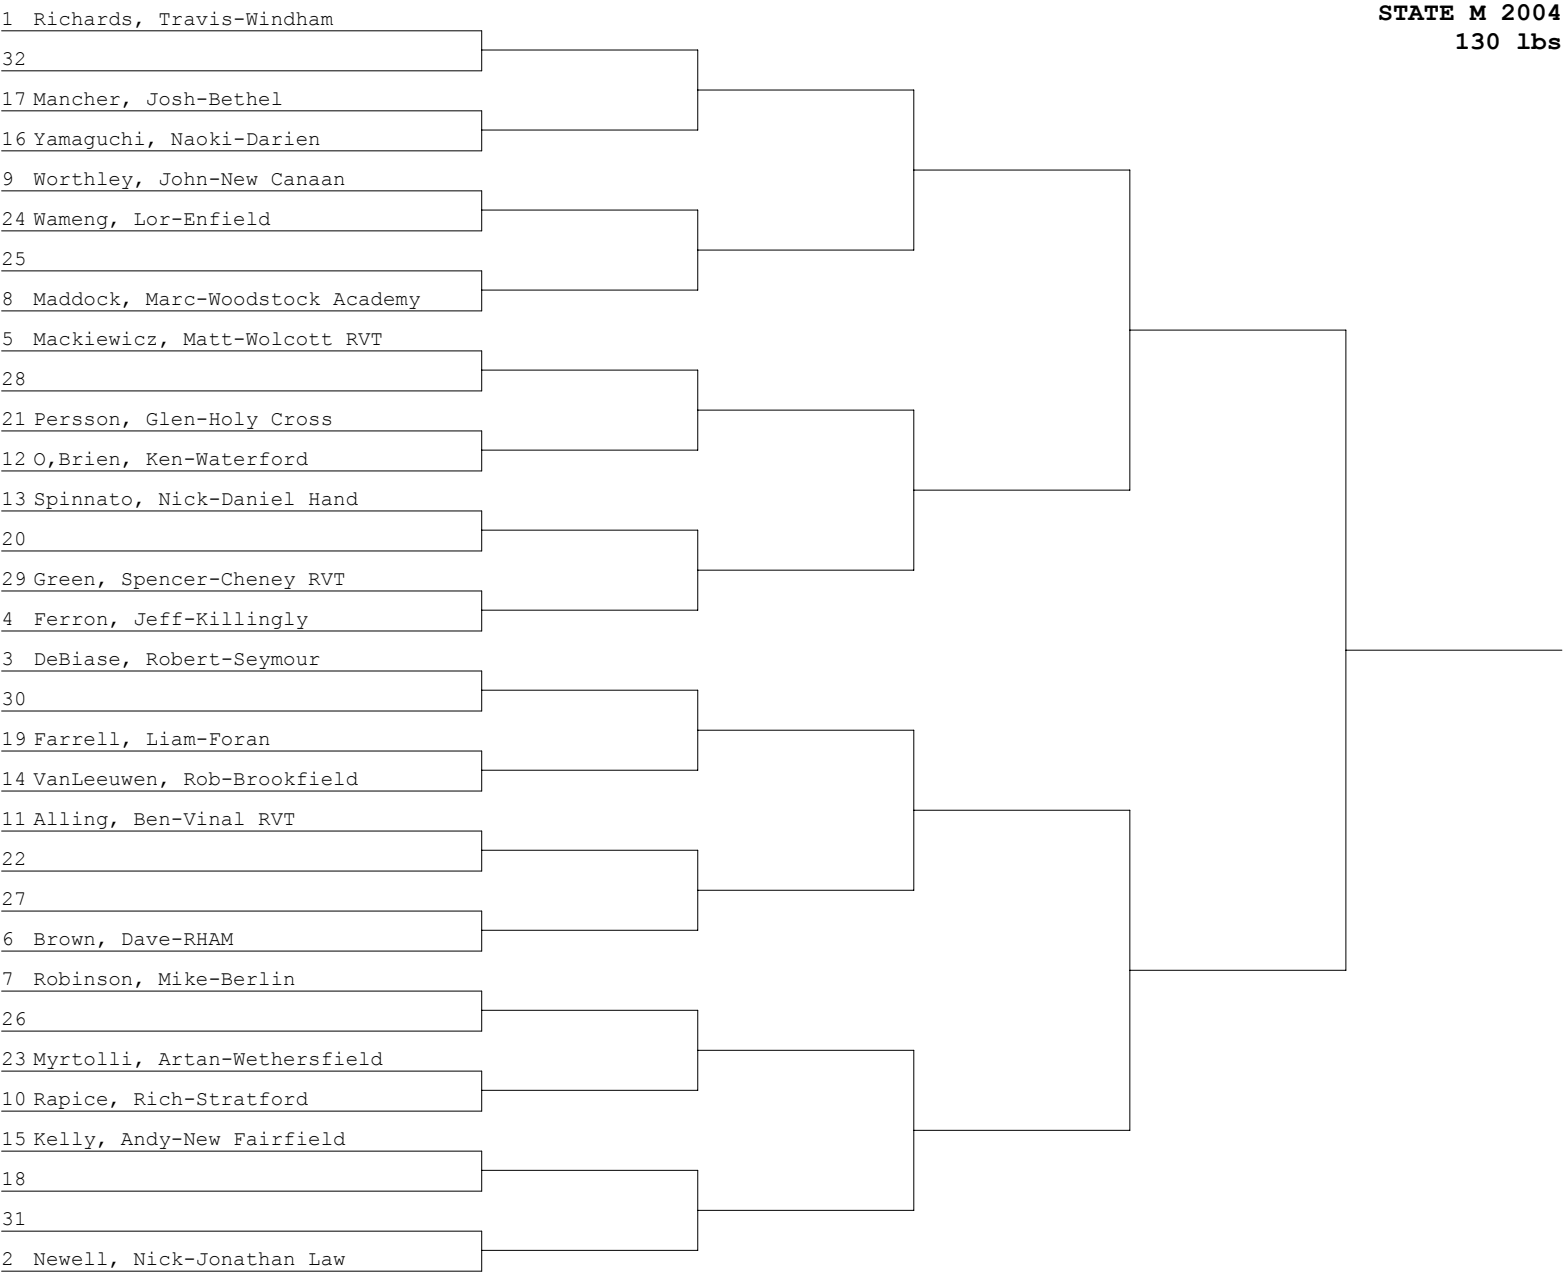 STATE M 2004
130 lbs
1 Richards, Travis-Windham
32
17 Mancher, Josh-Bethel
16 Yamaguchi, Naoki-Darien
9 Worthley, John-New Canaan
24 Wameng, Lor-Enfield
25
8 Maddock, Marc-Woodstock Academy
5 Mackiewicz, Matt-Wolcott RVT
28
21 Persson, Glen-Holy Cross
12 O,Brien, Ken-Waterford
13 Spinnato, Nick-Daniel Hand
20
29 Green, Spencer-Cheney RVT
4 Ferron, Jeff-Killingly
3 DeBiase, Robert-Seymour
30
19 Farrell, Liam-Foran
14 VanLeeuwen, Rob-Brookfield
11 Alling, Ben-Vinal RVT
22
27
6 Brown, Dave-RHAM
7 Robinson, Mike-Berlin
26
23 Myrtolli, Artan-Wethersfield
10 Rapice, Rich-Stratford
15 Kelly, Andy-New Fairfield
18
31
2 Newell, Nick-Jonathan Law